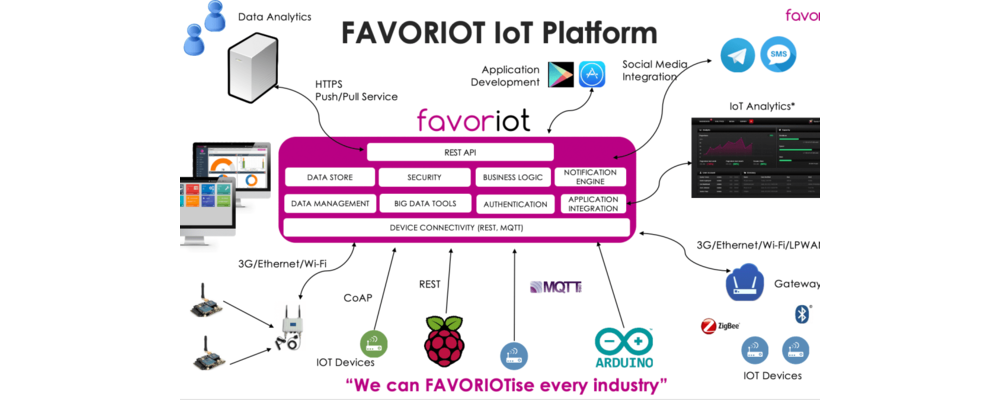 Data Analytics
FAVORIOT IoT Platform
favori
SMS
HTTPS
Push/Pull Service
Application
Development
Social Media
Integration
IoT Analytics*
favoriot
REST API
DATA STORE
SECURITY
BUSINESS LOGIC
NOTIFICATION
ENGINE
DATA MANAGEMENT
BIG DATA TOOLS
AUTHENTICATION
APPLICATION
INTEGRATION
DEVICE CONNECTIVITY (REST, MQTT)
3G/Ethernet/Wi-Fi
3G/Ethernet/Wi-Fi/LPWAN
CoAP
REST
MQTT
Gateway
ZigBee
IOT Devices
ARDUINO
IOT Devices
“We can FAVORIOTise every industry”